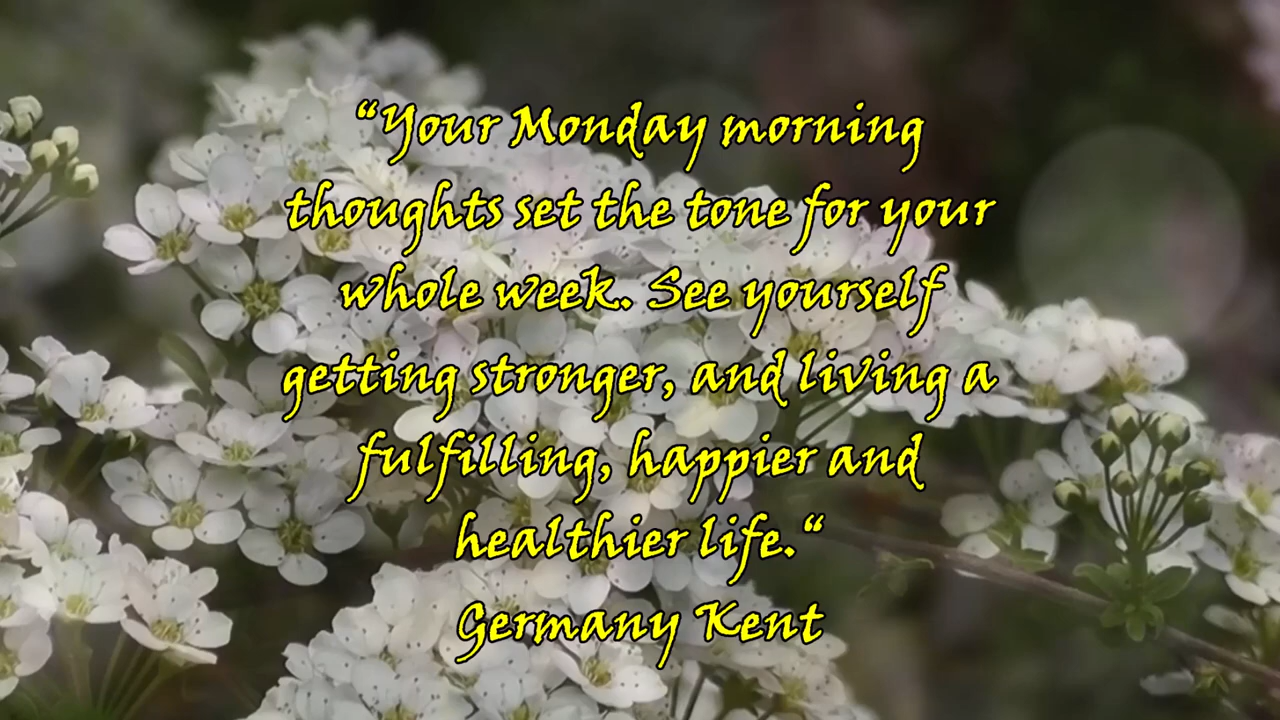 “Your Monday morning
thoughts set the tone for your
whole week. See yourself
getting stronger, and living a
fulfilling, happier and
healthier life.“
Germany Kent